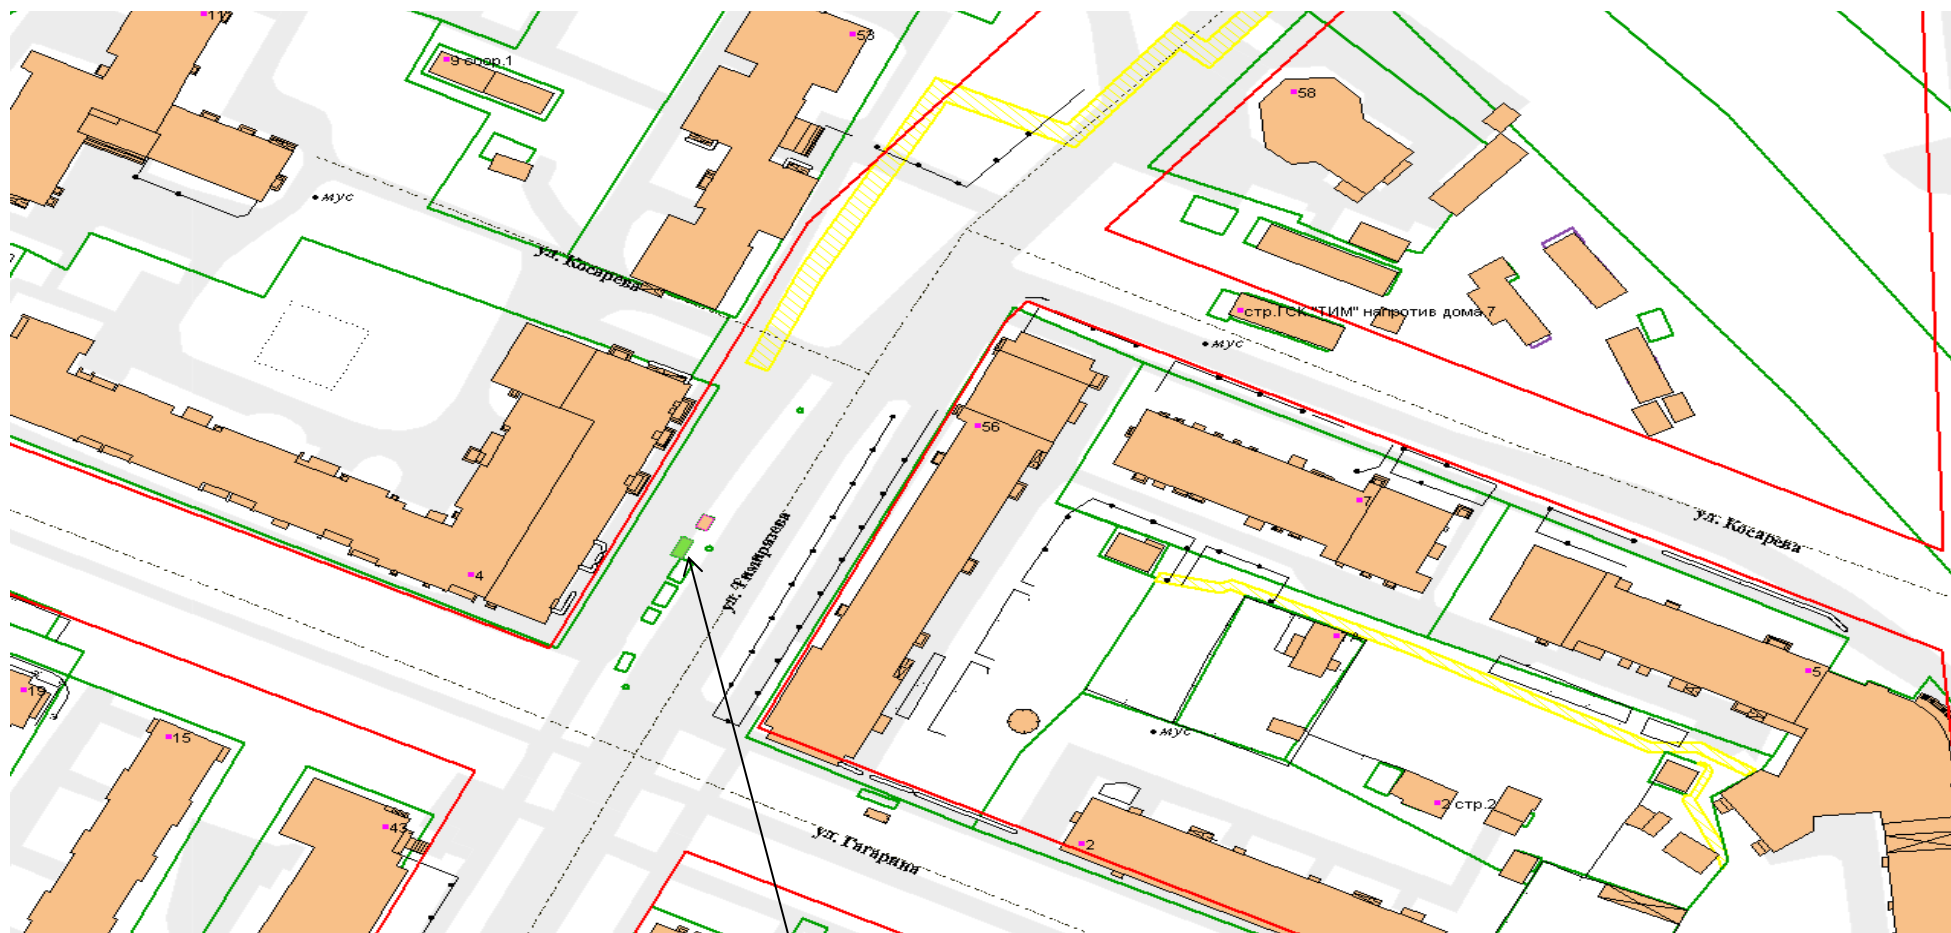 11
53
9 соор.1
58
мус
ул. Косарева
стр.ГСК "ТИМ" напротив дома 7
мус
56
7
ул. Косарева
4
ул. Тимирязева
5
19
15
мус
2 стр.2
43
ул. Гагарина
2